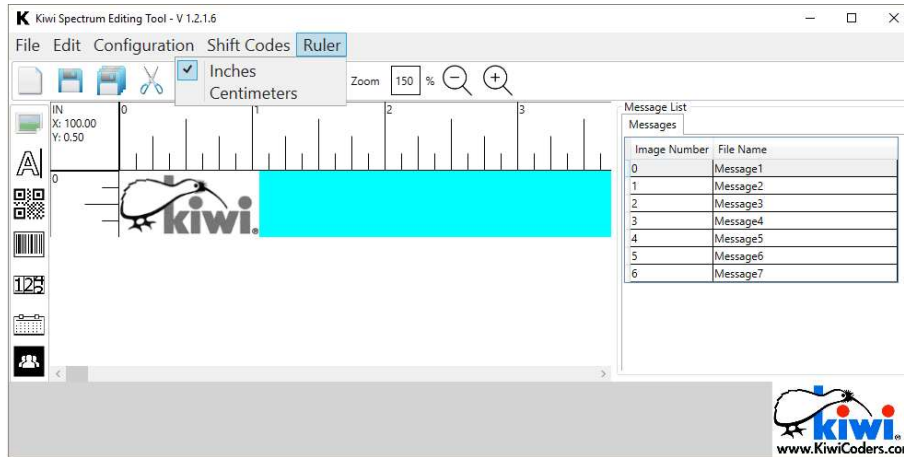 K Kiwi Spectrum Editing Tool - V 1.2.1.6
File Edit Configuration Shift Codes Ruler
Inches
Centimeters
Zoom 150 %
IN
X: 100.00
Y: 0.50
0 1 2 3
0
kiwi®
A
123
Message List
Messages
Image Number File Name
0 Message1
1 Message2
2 Message3
3 Message4
4 Message5
5 Message6
6 Message7
kiwi®
www.KiwiCoders.com